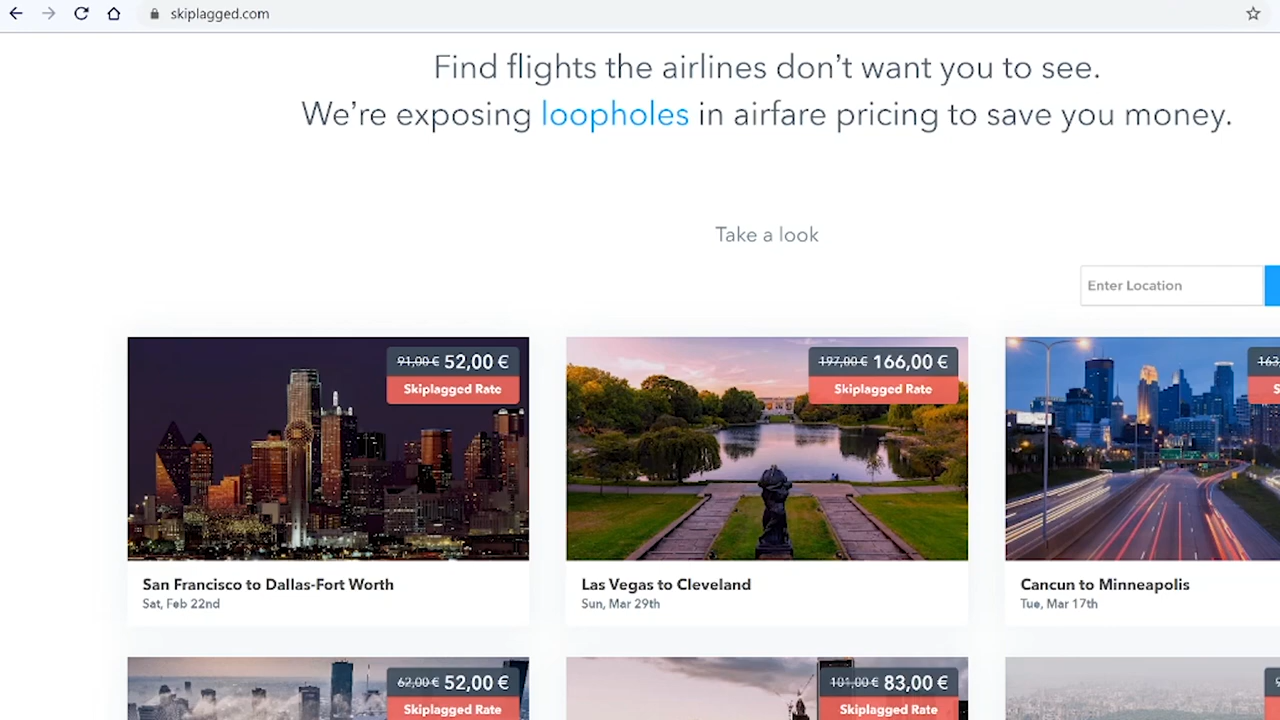 skiplagged.com
Find flights the airlines don't want you to see.
We're exposing loopholes in airfare pricing to save you money.
Take a look
Enter Location
91,00 € 52,00 €
Skiplagged Rate
San Francisco to Dallas-Fort Worth
Sat, Feb 22nd
197,00 € 166,00 €
Skiplagged Rate
Las Vegas to Cleveland
Sun, Mar 29th
163
S
Cancun to Minneapolis
Tue, Mar 17th
62,00 € 52,00 €
Skiplagged Rate
101,00 € 83,00 €
Skiplagged Rate